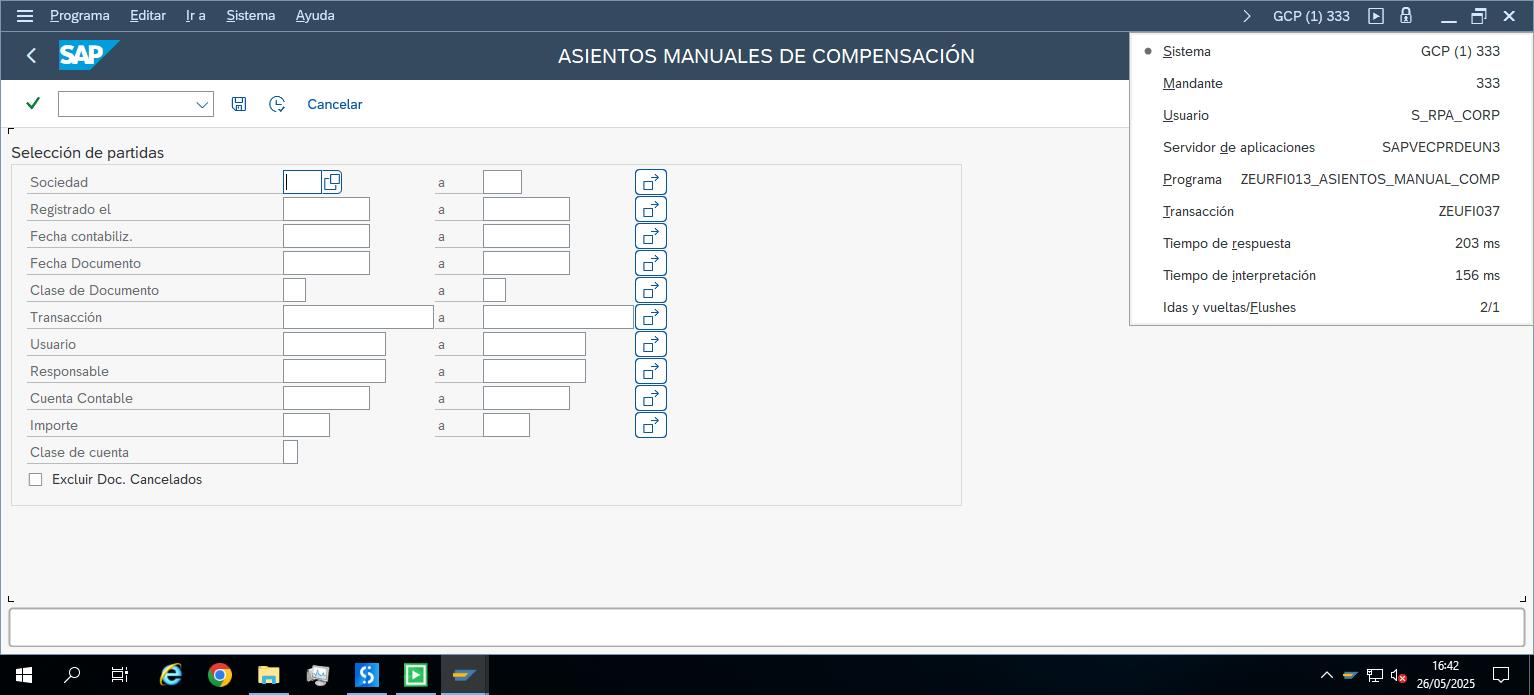 Programa Editar Ir a Sistema Ayuda GCP (1) 333
SAP ASIENTOS MANUALES DE COMPENSACIÓN
Cancelar
Sistema GCP (1) 333
Mandante 333
Usuario S_RPA_CORP
Servidor de aplicaciones SAPVECPRDEUN3
Programa ZEURFI013_ASIENTOS_MANUAL_COMP
Transacción ZEUFI037
Tiempo de respuesta 203 ms
Tiempo de interpretación 156 ms
Idas y vueltas/Flushes 2/1
Selección de partidas
Sociedad a
Registrado el a
Fecha contabiliz. a
Fecha Documento a
Clase de Documento a
Transacción a
Usuario a
Responsable a
Cuenta Contable a
Importe a
Clase de cuenta
Excluir Doc. Cancelados
16:42
26/05/2025